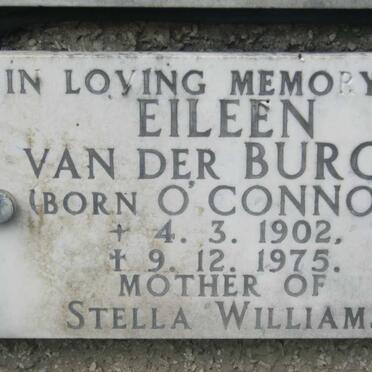 IN LOVING MEMORY
EILEEN
VAN DER BURG
(BORN O'CONNO
† 4. 3. 1902.
† 9. 12. 1975.
MOTHER OF
STELLA WILLIAM